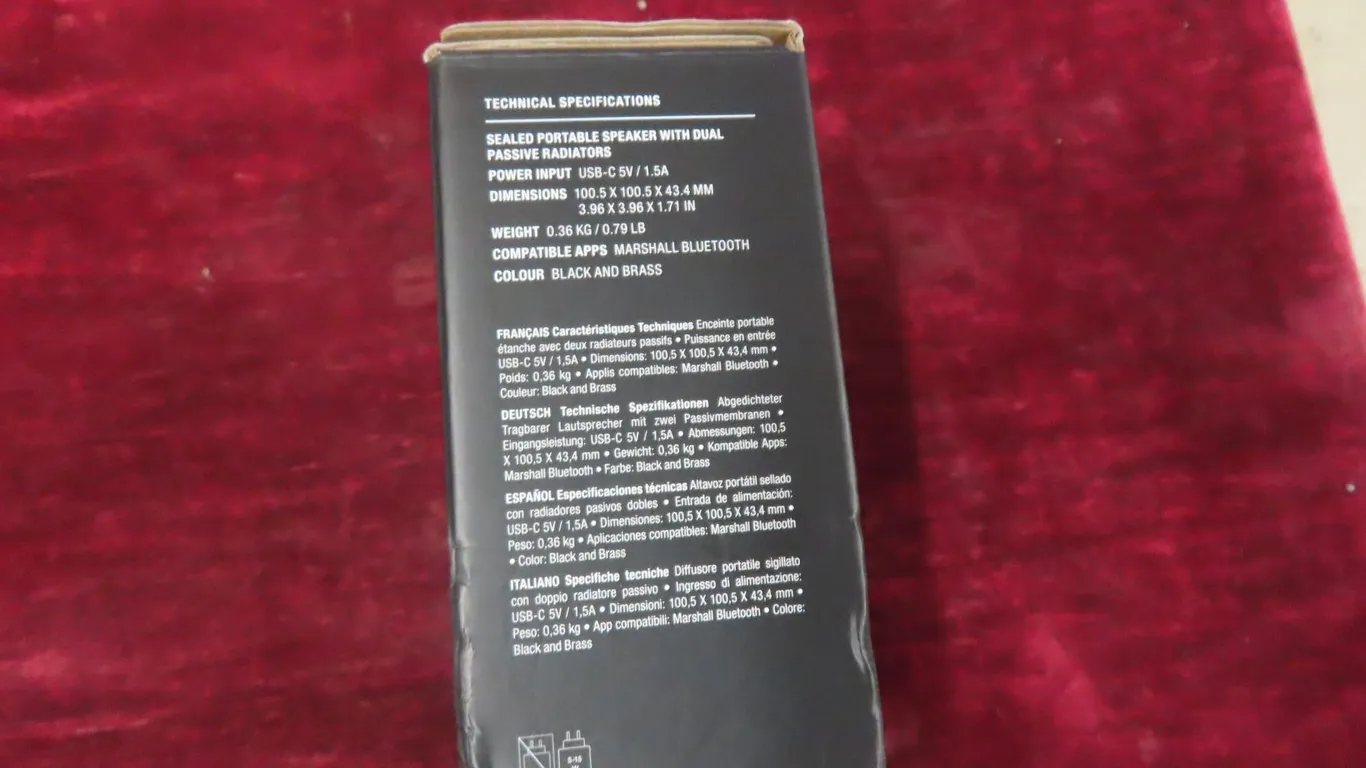 TECHNICAL SPECIFICATIONS
SEALED PORTABLE SPEAKER WITH DUAL
PASSIVE RADIATORS
POWER INPUT USB-C 5V / 1.5A
DIMENSIONS 100.5 X 100.5 X 43.4 MM
3.96 X 3.96 X 1.71 IN
WEIGHT 0.36 KG / 0.79 LB
COMPATIBLE APPS MARSHALL BLUETOOTH
COLOUR BLACK AND BRASS
FRANÇAIS Caractéristiques Techniques Enceinte portable
étanche avec deux radiateurs passifs • Puissance en entrée
USB-C 5V / 1,5A • Dimensions: 100,5 X 100,5 X 43,4 mm •
Poids: 0,36 kg • Applis compatibles: Marshall Bluetooth •
Couleur: Black and Brass
DEUTSCH Technische Spezifikationen Abgedichteter
Tragbarer Lautsprecher mit zwei Passivmembranen •
Eingangsleistung: USB-C 5V / 1,5A • Abmessungen: 100,5
X 100,5 X 43,4 mm • Gewicht: 0,36 kg • Kompatible Apps:
Marshall Bluetooth • Farbe: Black and Brass
ESPAÑOL Especificaciones técnicas Altavoz portátil sellado
con radiadores pasivos dobles • Entrada de alimentación:
USB-C 5V / 1,5A • Dimensiones: 100,5 X 100,5 X 43,4 mm •
Peso: 0,36 kg • Aplicaciones compatibles: Marshall Bluetooth
• Color: Black and Brass
ITALIANO Specifiche tecniche Diffusore portatile sigillato
con doppio radiatore passivo • Ingresso di alimentazione:
USB-C 5V / 1,5A • Dimensioni: 100,5 X 100,5 X 43,4 mm •
Peso: 0,36 kg • App compatibili: Marshall Bluetooth • Colore:
Black and Brass